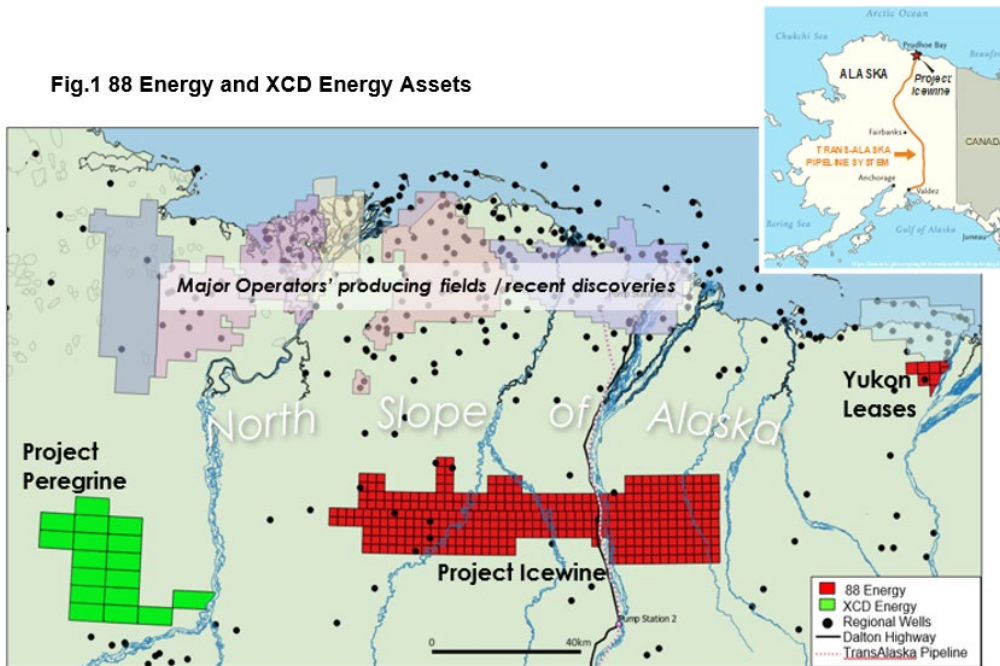 Fig.1 88 Energy and XCD Energy Assets
Arctic Ocean
Chukchi Sea
Prudhoe Bay
Beaufor
ALASKA
Project
Icewine
Fairbanks
CANADA
TRANS-ALASKA
PIPELINE SYSTEM
Anchorage
Valdez
Bering Sea
Gulf of Alaska
Juneau
Major Operators' producing fields / recent discoveries
North Slope of Alaska
Yukon
Leases
Project
Peregrine
Project Icewine
Pump Station 2
0 40km
88 Energy
XCD Energy
Regional Wells
Dalton Highway
TransAlaska Pipeline